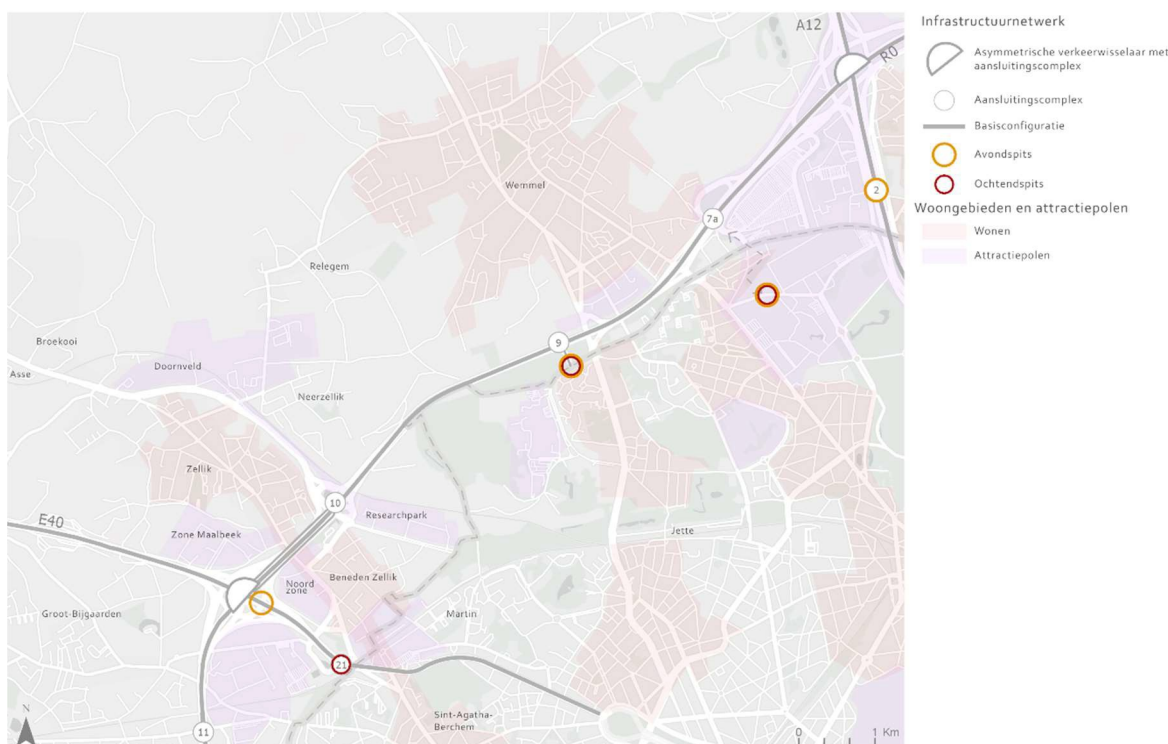 A12
R0
Wemmel
7a
2
Relegem
9
Broekooi
Asse
Doornveld
Neerzellik
Zellik
10
Researchpark
E40
Zone Maalbeek
Jette
Noord
zone
Beneden Zellik
Groot-Bijgaarden
Martin
21
11
Sint-Agatha-
Berchem
N
0
1 Km
Infrastructuurnetwerk
Asymmetrische verkeerwisselaar met
aansluitingscomplex
Aansluitingscomplex
Basisconfiguratie
Avondspits
Ochtendspits
Woongebieden en attractiepolen
Wonen
Attractiepolen